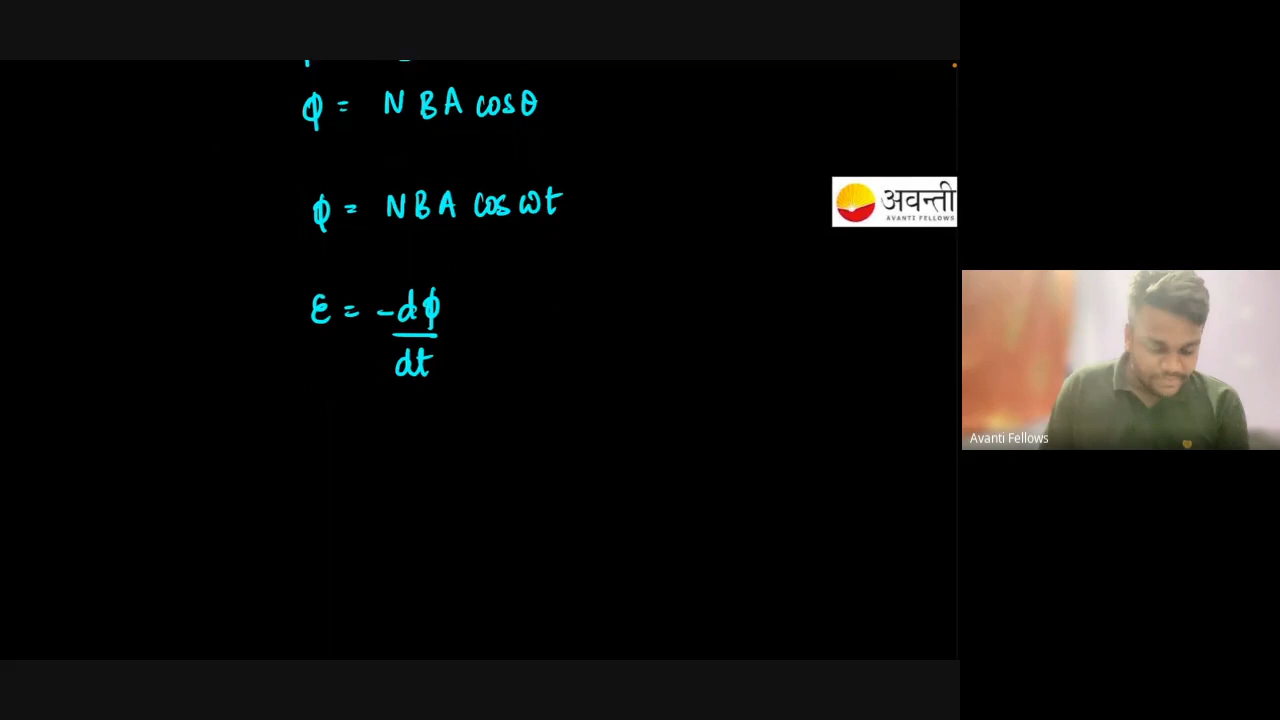 φ = N B A cosθ
φ = N B A cos ωt
अवन्ती
AVANTI FELLOWS
ε = -dφ
dt
Avanti Fellows